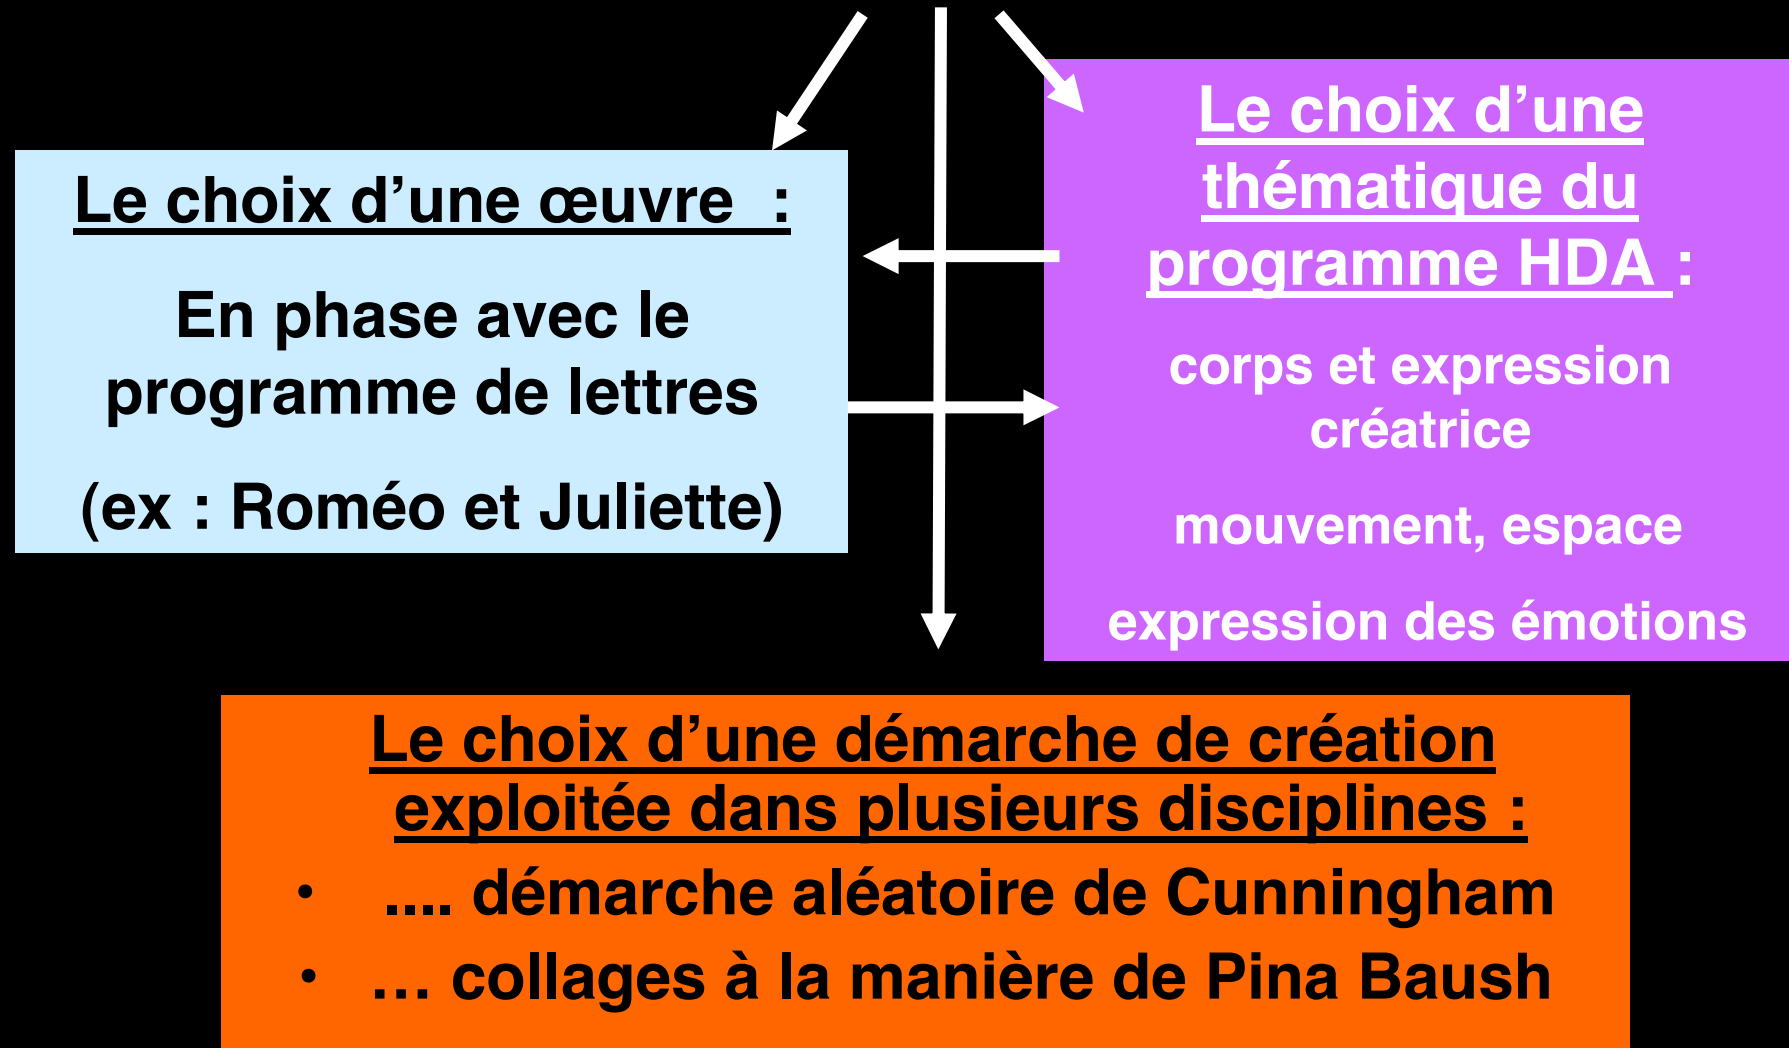 Le choix d’une œuvre  :
En phase avec le
programme de lettres
(ex : Roméo et Juliette)
Le choix d’une
thématique du
programme HDA :
corps et expression
créatrice
mouvement, espace
expression des émotions
Le choix d’une démarche de création
exploitée dans plusieurs disciplines :
• .... démarche aléatoire de Cunningham
• … collages à la manière de Pina Baush